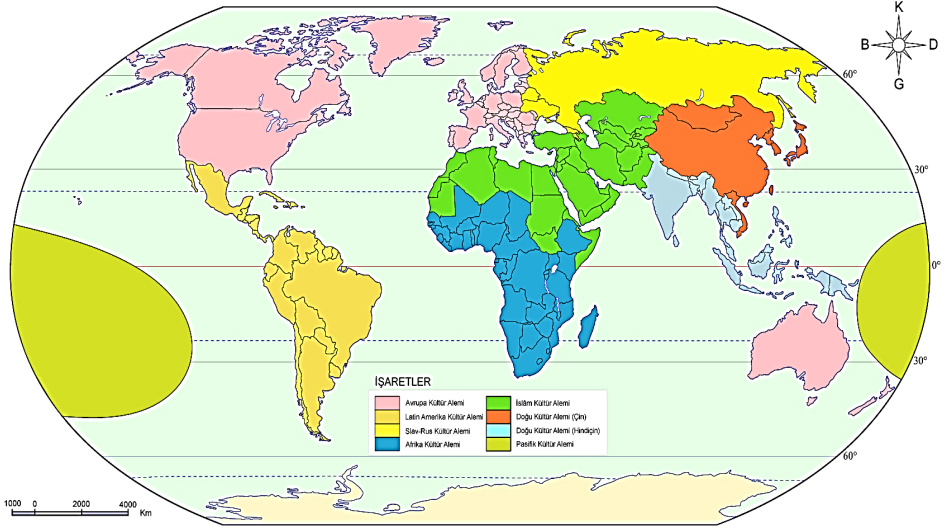 K
B D
G
60°
30°
0°
30°
60°
İŞARETLER
Avrupa Kültür Alemi
Latin Amerika Kültür Alemi
Slav-Rus Kültür Alemi
Afrika Kültür Alemi
İslâm Kültür Alemi
Doğu Kültür Alemi (Çin)
Doğu Kültür Alemi (Hindiçin)
Pasifik Kültür Alemi
1000 0 2000 4000
Km